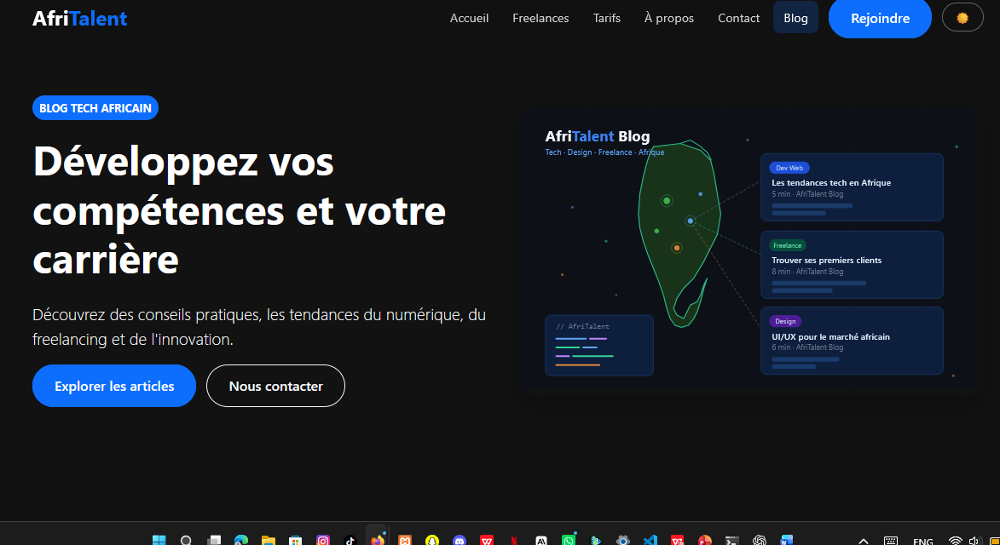 AfriTalent
Accueil
Freelances
Tarifs
À propos
Contact
Blog
Rejoindre
BLOG TECH AFRICAIN
Développez vos
compétences et votre
carrière
Découvrez des conseils pratiques, les tendances du numérique, du
freelancing et de l'innovation.
Explorer les articles
Nous contacter
AfriTalent Blog
Tech · Design · Freelance · Afrique
Dev Web
Les tendances tech en Afrique
5 min · AfriTalent Blog
Freelance
Trouver ses premiers clients
8 min · AfriTalent Blog
Design
UI/UX pour le marché africain
6 min · AfriTalent Blog
// AfriTalent
ENG